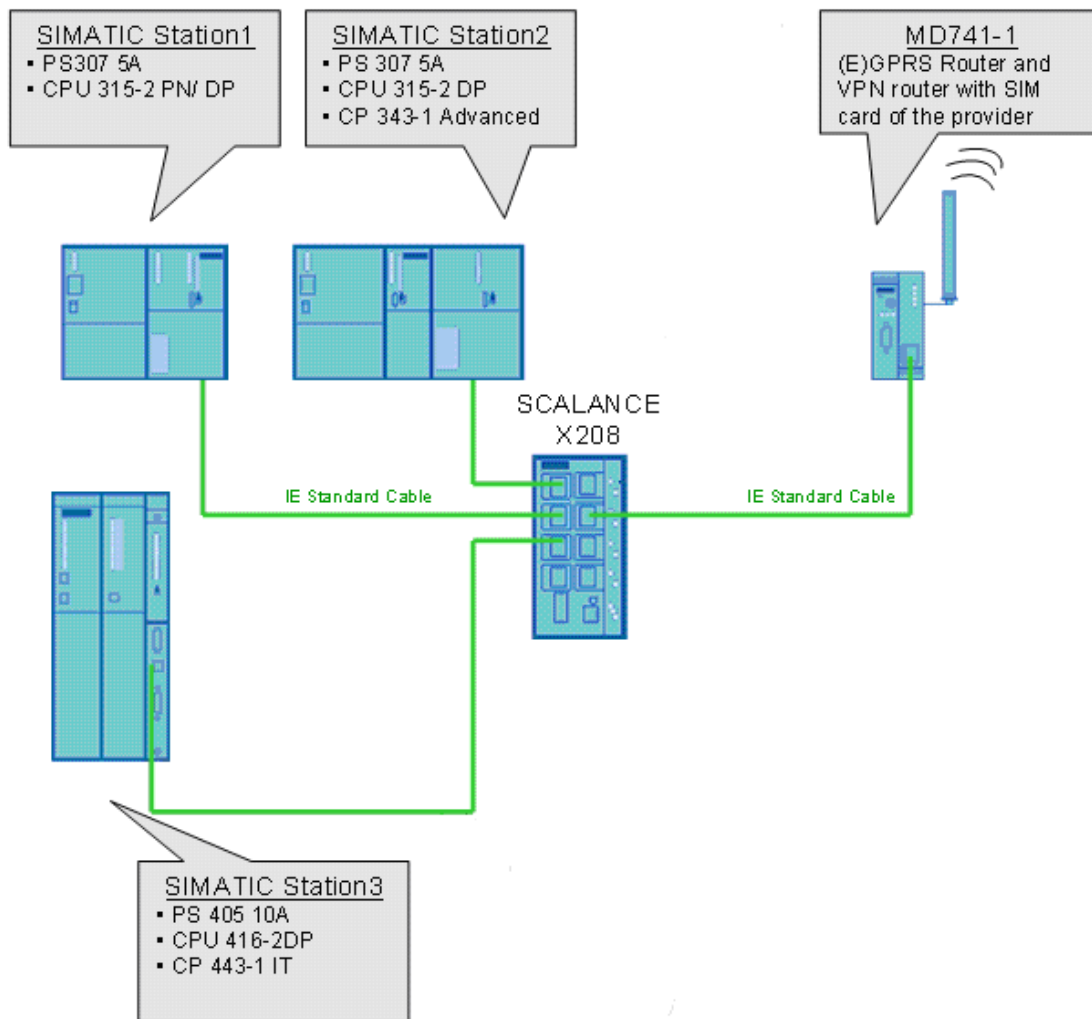 SIMATIC Station1
▪ PS307 5A
▪ CPU 315-2 PN/ DP
SIMATIC Station2
▪ PS 307 5A
▪ CPU 315-2 DP
▪ CP 343-1 Advanced
MD741-1
(E)GPRS Router and
VPN router with SIM
card of the provider
SCALANCE
X208
IE Standard Cable
IE Standard Cable
SIMATIC Station3
▪ PS 405 10A
▪ CPU 416-2DP
▪ CP 443-1 IT